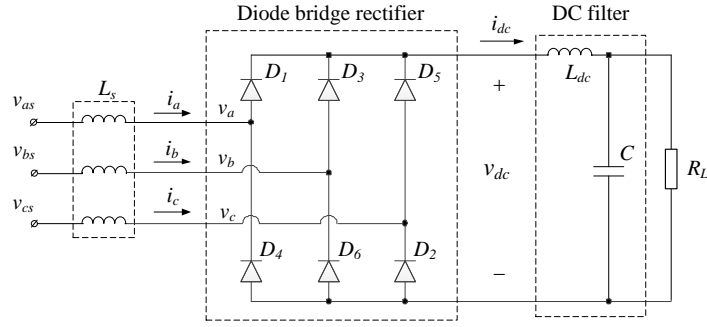 Diode bridge rectifier
DC filter
i_dc
D_1 D_3 D_5
L_dc
L_s
i_a
v_as
v_a
+
i_b
v_bs
v_b
v_dc
C
R_L
i_c
v_cs
v_c
D_4 D_6 D_2
−